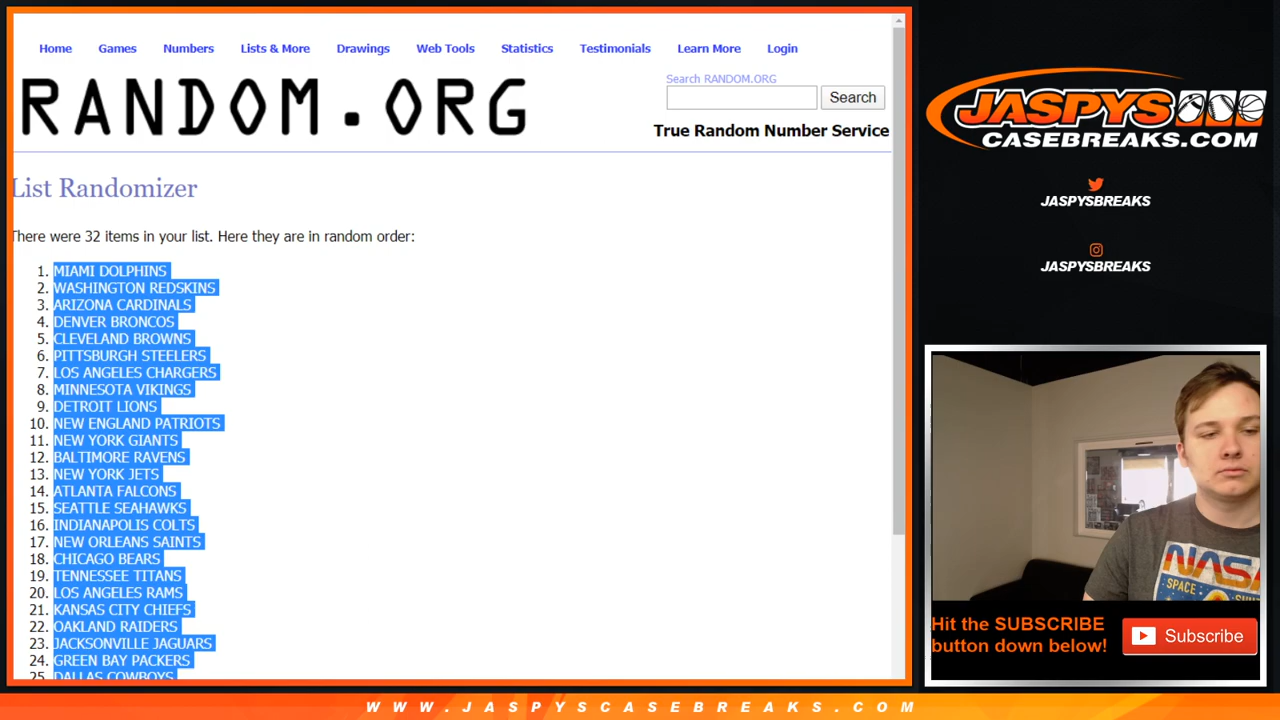 Home Games Numbers Lists & More Drawings Web Tools Statistics Testimonials Learn More Login
RANDOM.ORG
Search RANDOM.ORG
Search
True Random Number Service
List Randomizer
There were 32 items in your list. Here they are in random order:
1. MIAMI DOLPHINS
2. WASHINGTON REDSKINS
3. ARIZONA CARDINALS
4. DENVER BRONCOS
5. CLEVELAND BROWNS
6. PITTSBURGH STEELERS
7. LOS ANGELES CHARGERS
8. MINNESOTA VIKINGS
9. DETROIT LIONS
10. NEW ENGLAND PATRIOTS
11. NEW YORK GIANTS
12. BALTIMORE RAVENS
13. NEW YORK JETS
14. ATLANTA FALCONS
15. SEATTLE SEAHAWKS
16. INDIANAPOLIS COLTS
17. NEW ORLEANS SAINTS
18. CHICAGO BEARS
19. TENNESSEE TITANS
20. LOS ANGELES RAMS
21. KANSAS CITY CHIEFS
22. OAKLAND RAIDERS
23. JACKSONVILLE JAGUARS
24. GREEN BAY PACKERS
25. DALLAS COWBOYS
JASPYS
CASEBREAKS.COM
JASPYSBREAKS
JASPYSBREAKS
NASA
SPACE
Hit the SUBSCRIBE
button down below!
Subscribe
WWW.JASPYSCASEBREAKS.COM